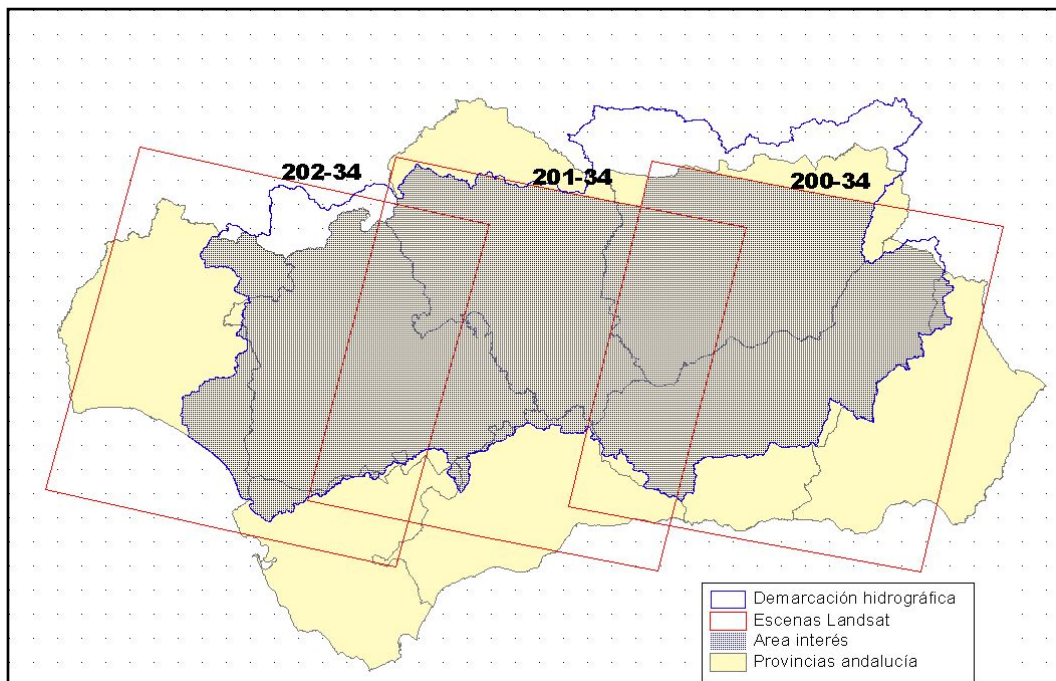 202-34
201-34
200-34
Demarcación hidrográfica
Escenas Landsat
Area interés
Provincias andalucía